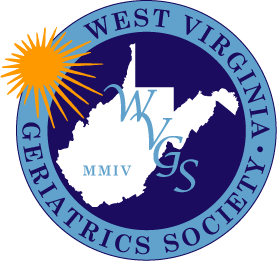 WEST VIRGINIA ·
GERIATRICS SOCIETY
WVGS
MMIV